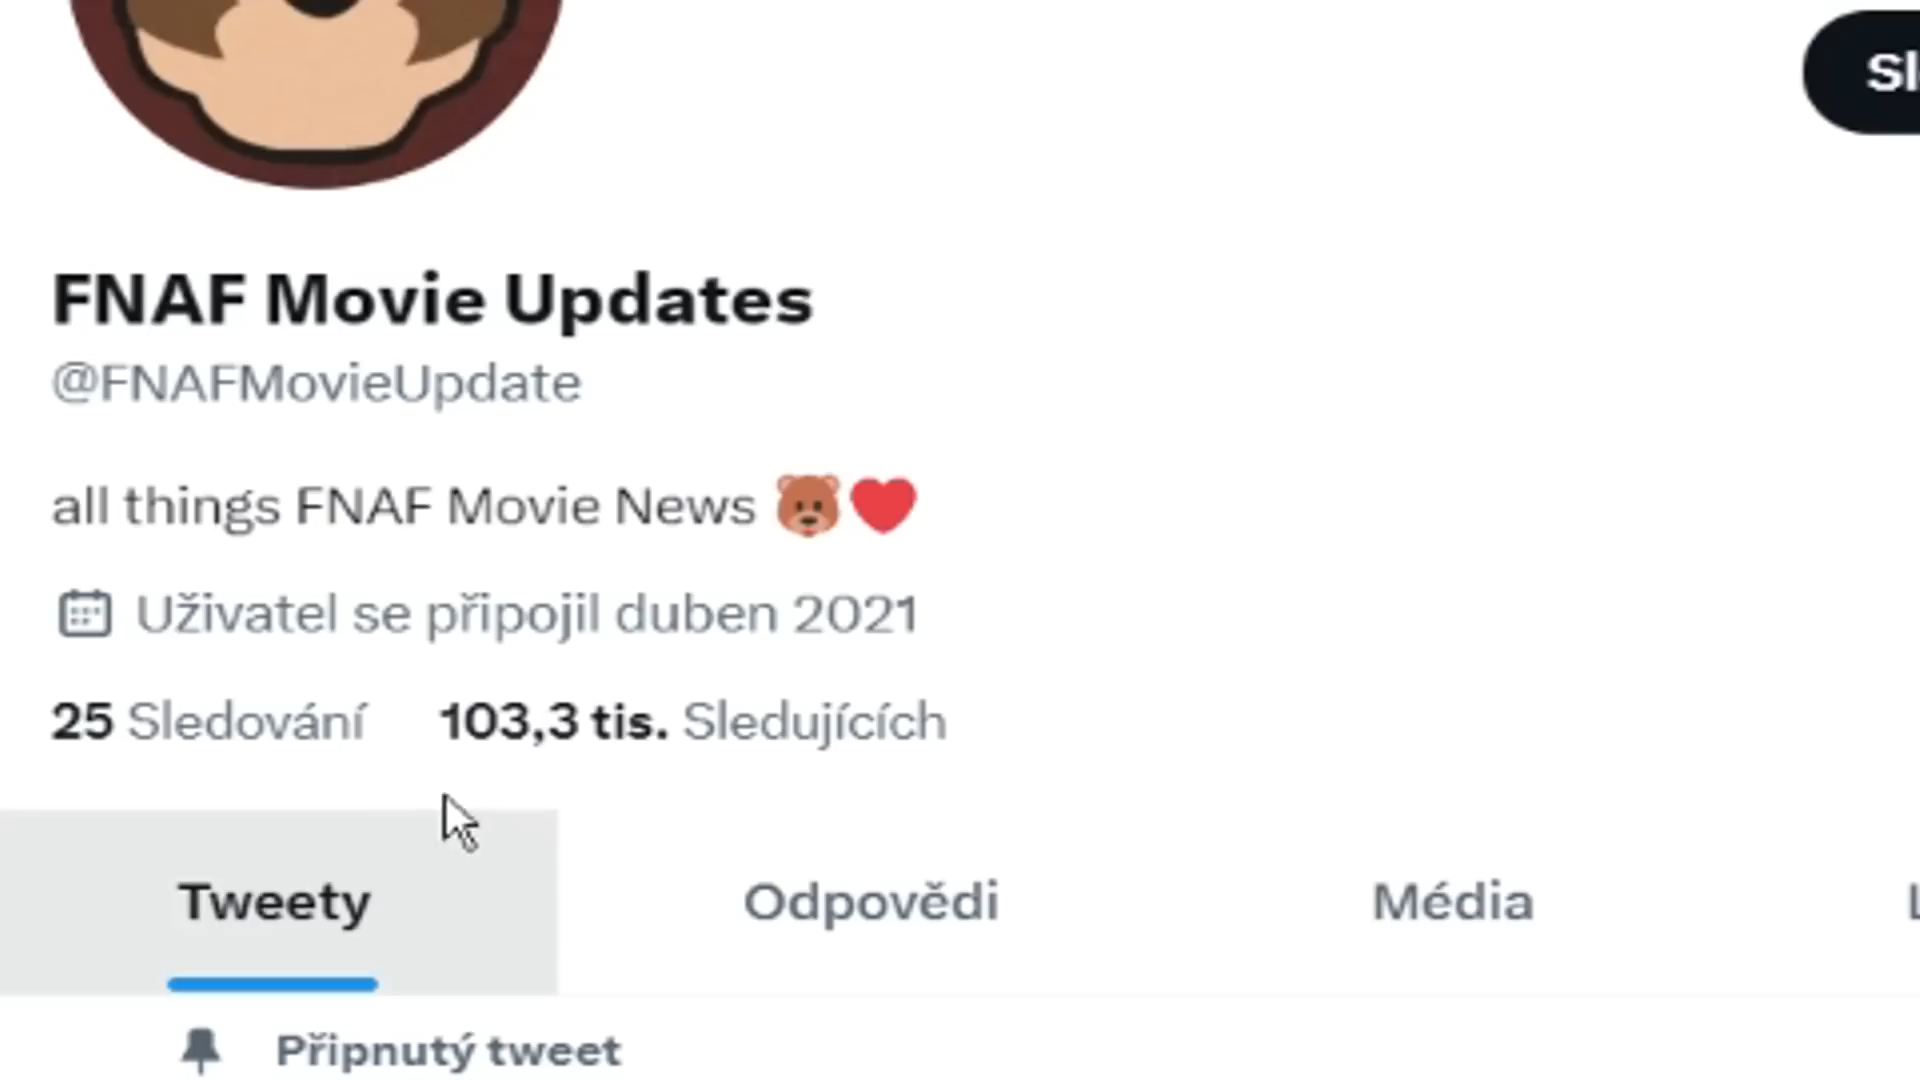 Sl
FNAF Movie Updates
@FNAFMovieUpdate
all things FNAF Movie News 🐻❤️
Uživatel se připojil duben 2021
25 Sledování 103,3 tis. Sledujících
Tweety Odpovědi Média L
Připnutý tweet